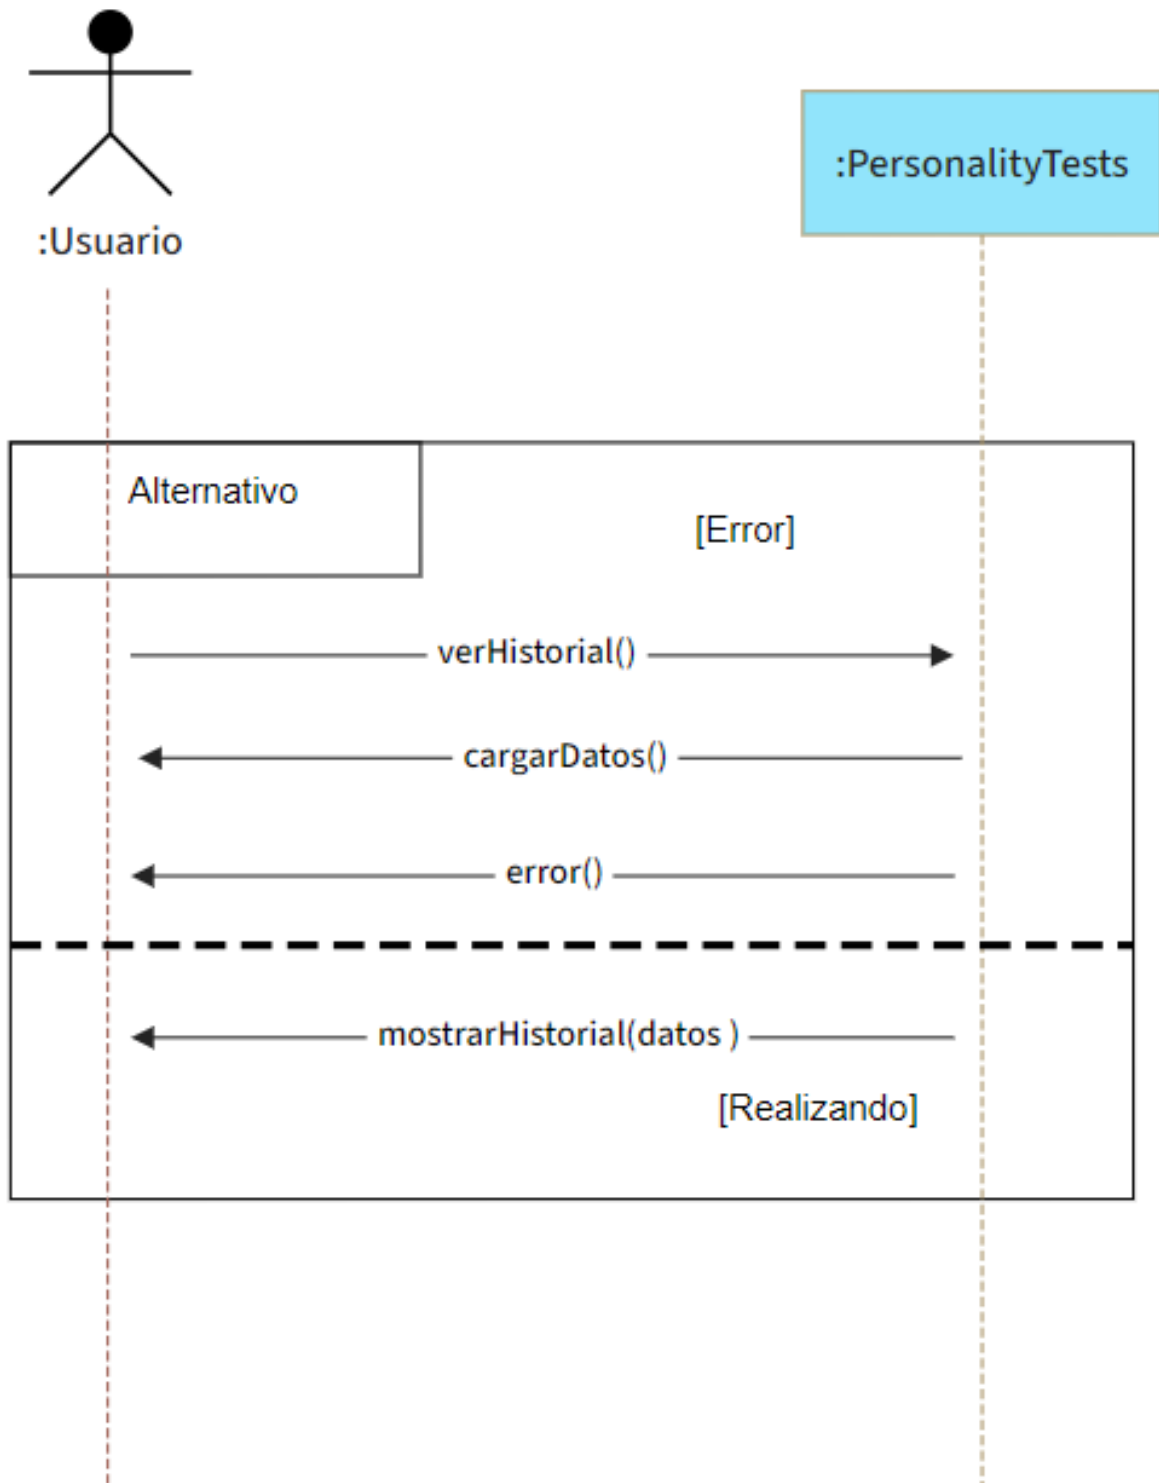 :PersonalityTests
:Usuario
Alternativo
[Error]
verHistorial()
cargarDatos()
error()
mostrarHistorial(datos )
[Realizando]